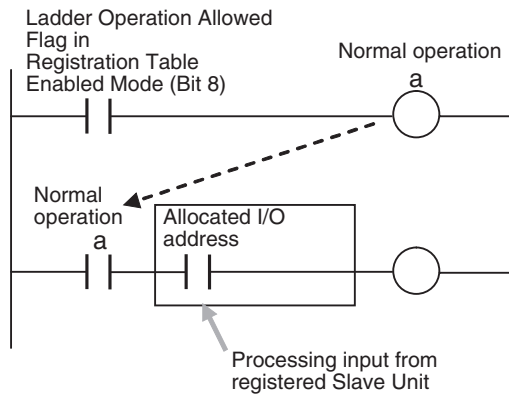 Ladder Operation Allowed
Flag in
Registration Table
Enabled Mode (Bit 8)
Normal operation
a
Normal
operation
a
Allocated I/O
address
Processing input from
registered Slave Unit